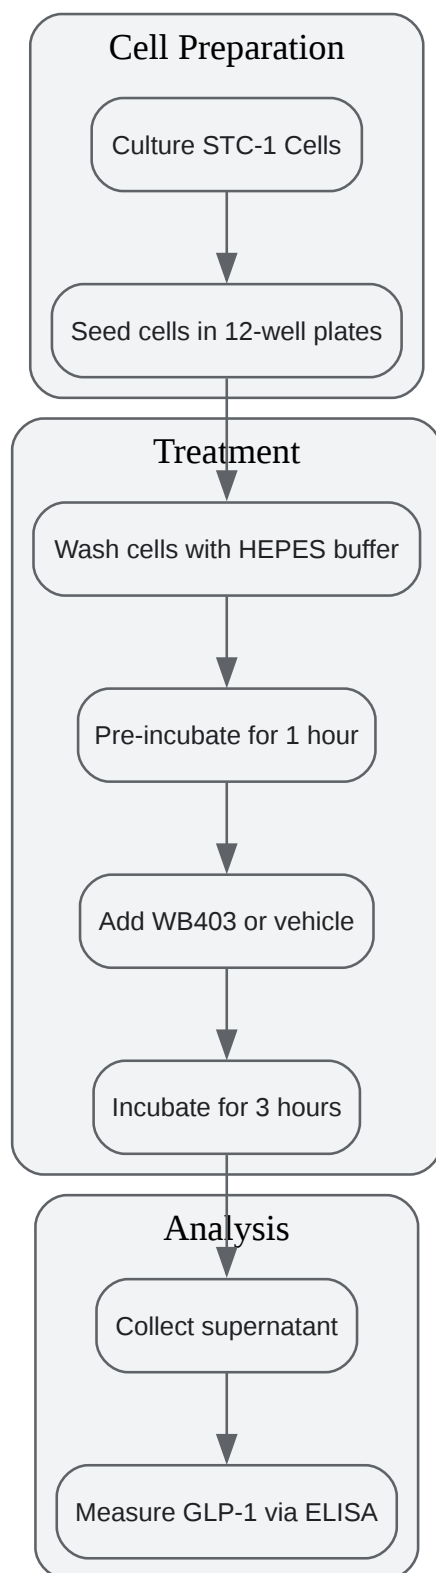 Cell Preparation
Culture STC-1 Cells
Seed cells in 12-well plates
Treatment
Wash cells with HEPES buffer
Pre-incubate for 1 hour
Add WB403 or vehicle
Incubate for 3 hours
Analysis
Collect supernatant
Measure GLP-1 via ELISA